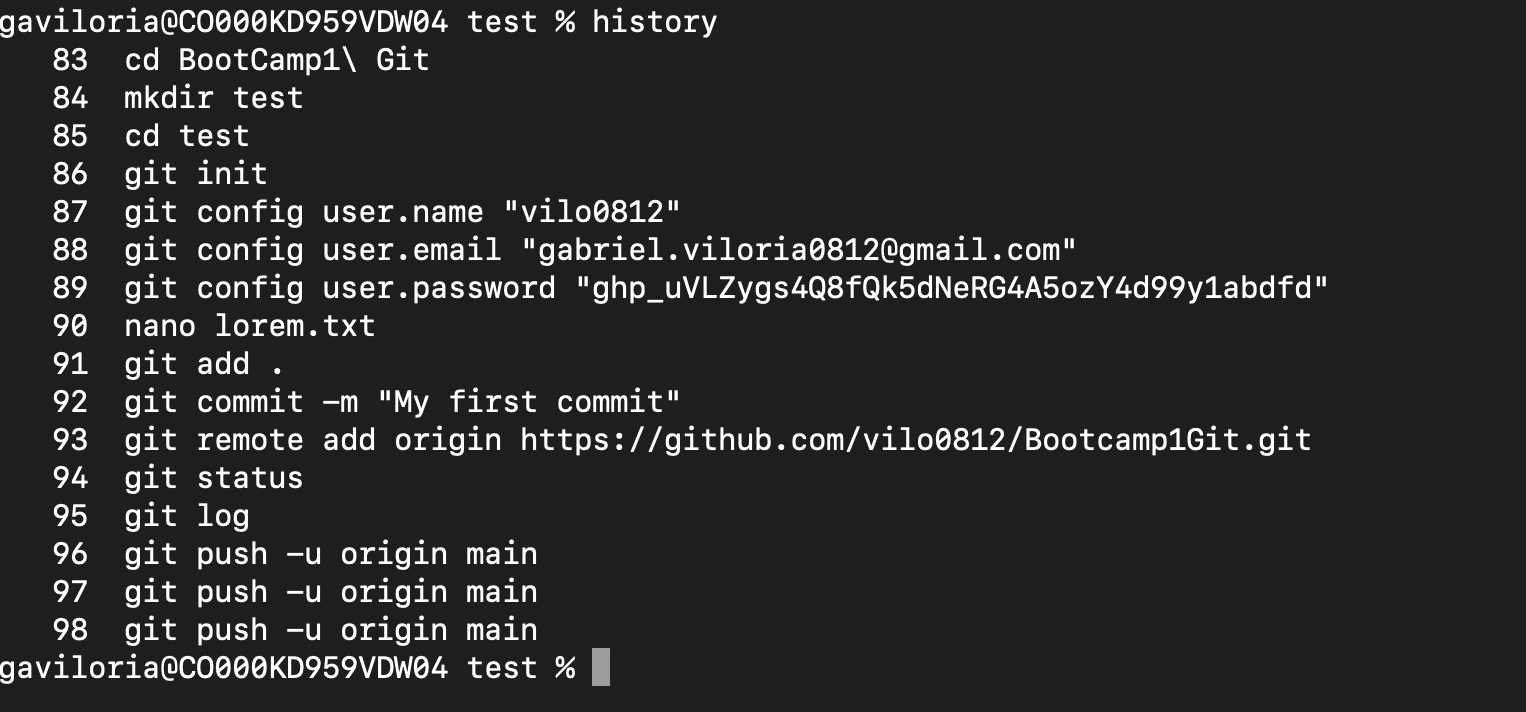 gaviloria@CO000KD959VDW04 test % history
83 cd BootCamp1\ Git
84 mkdir test
85 cd test
86 git init
87 git config user.name "vilo0812"
88 git config user.email "gabriel.viloria0812@gmail.com"
89 git config user.password "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"
90 nano lorem.txt
91 git add .
92 git commit -m "My first commit"
93 git remote add origin https://github.com/vilo0812/Bootcamp1Git.git
94 git status
95 git log
96 git push -u origin main
97 git push -u origin main
98 git push -u origin main
gaviloria@CO000KD959VDW04 test %